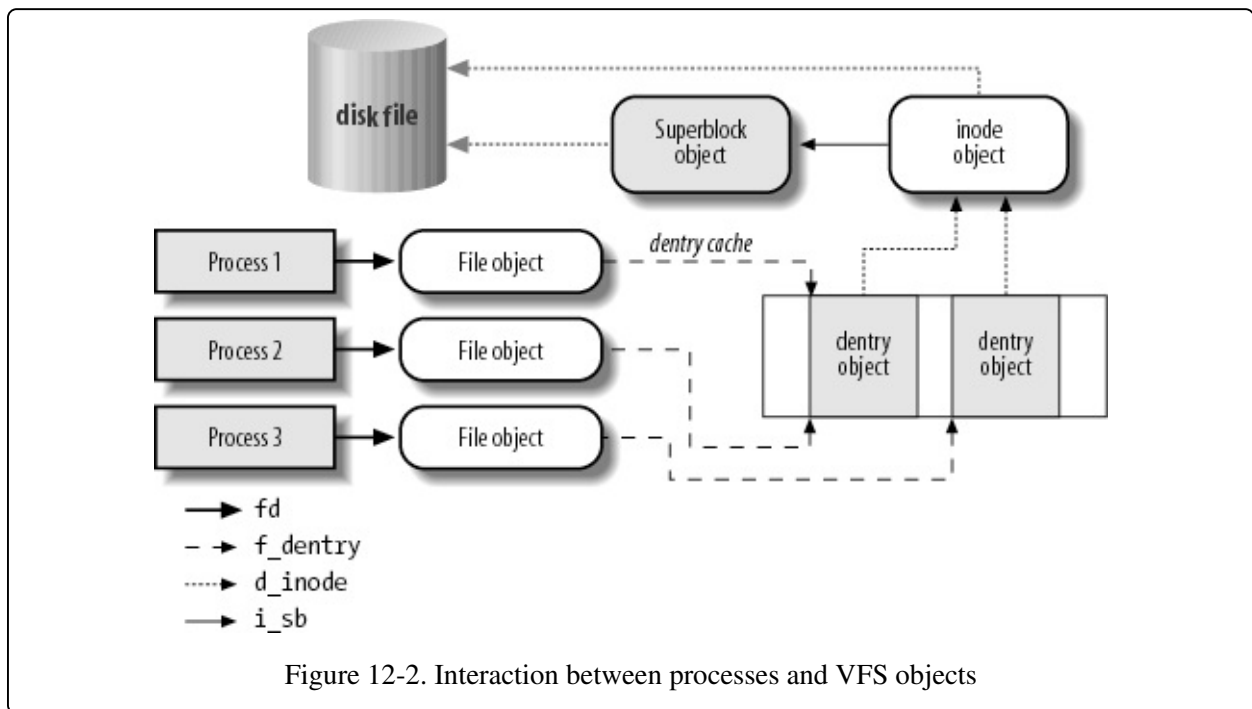 disk file
Superblock
object
inode
object
Process 1
File object
dentry cache
Process 2
File object
dentry
object
dentry
object
Process 3
File object
fd
f_dentry
d_inode
i_sb
Figure 12-2. Interaction between processes and VFS objects